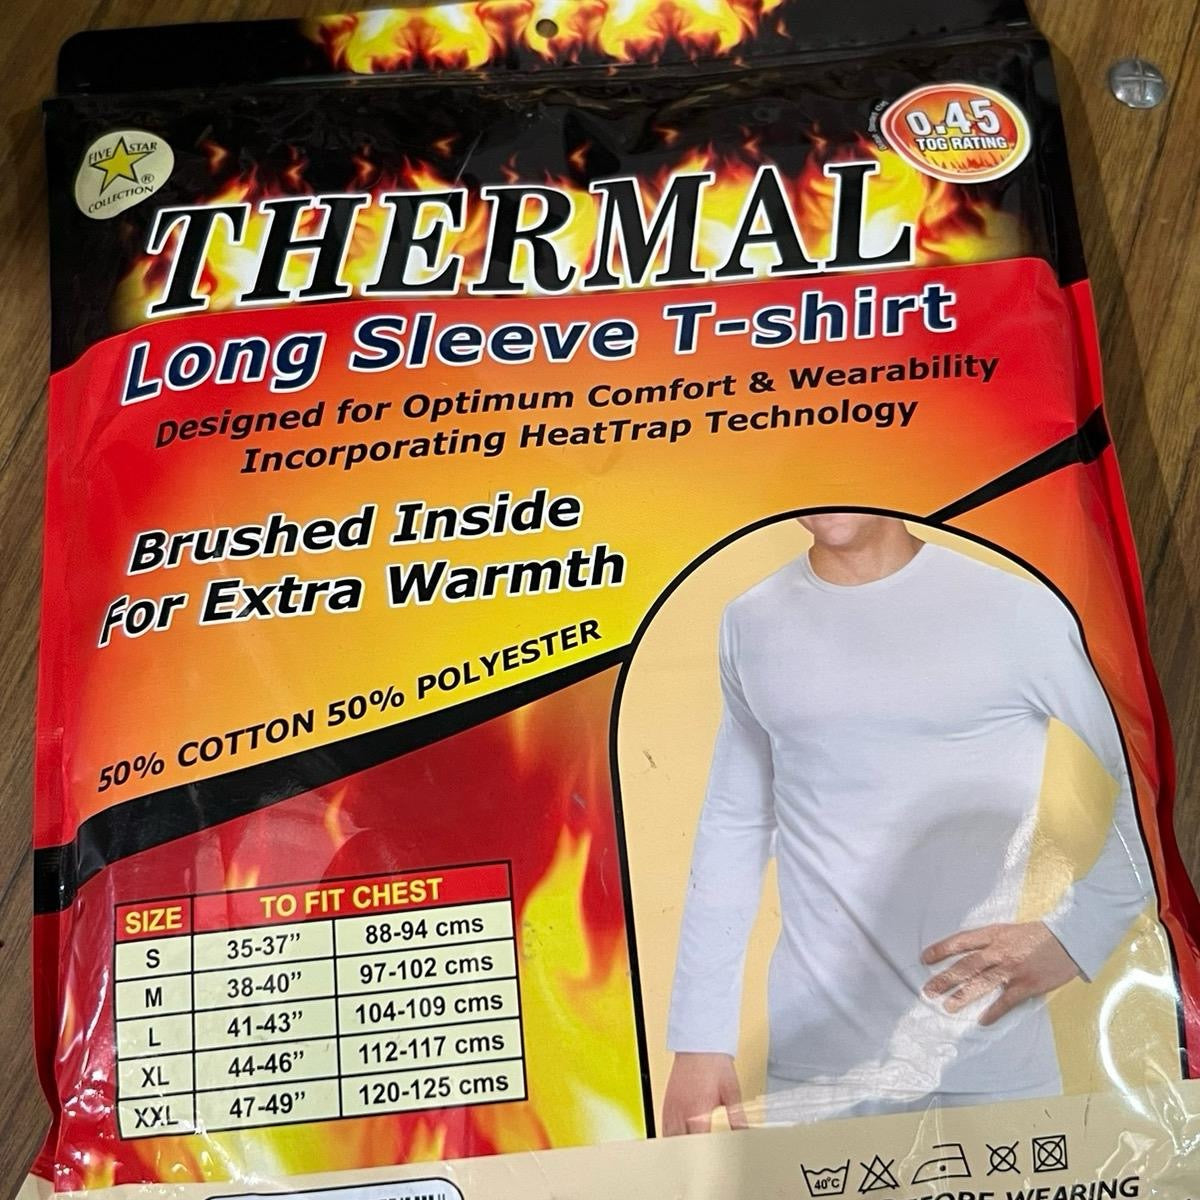 FIVE STAR
®
COLLECTION
0.45
TOG RATING
THERMAL
Long Sleeve T-shirt
Designed for Optimum Comfort & Wearability
Incorporating HeatTrap Technology
Brushed Inside
For Extra Warmth
50% COTTON 50% POLYESTER
SIZE TO FIT CHEST
S 35-37” 88-94 cms
M 38-40” 97-102 cms
L 41-43” 104-109 cms
XL 44-46” 112-117 cms
XXL 47-49” 120-125 cms
40°C
WEARING